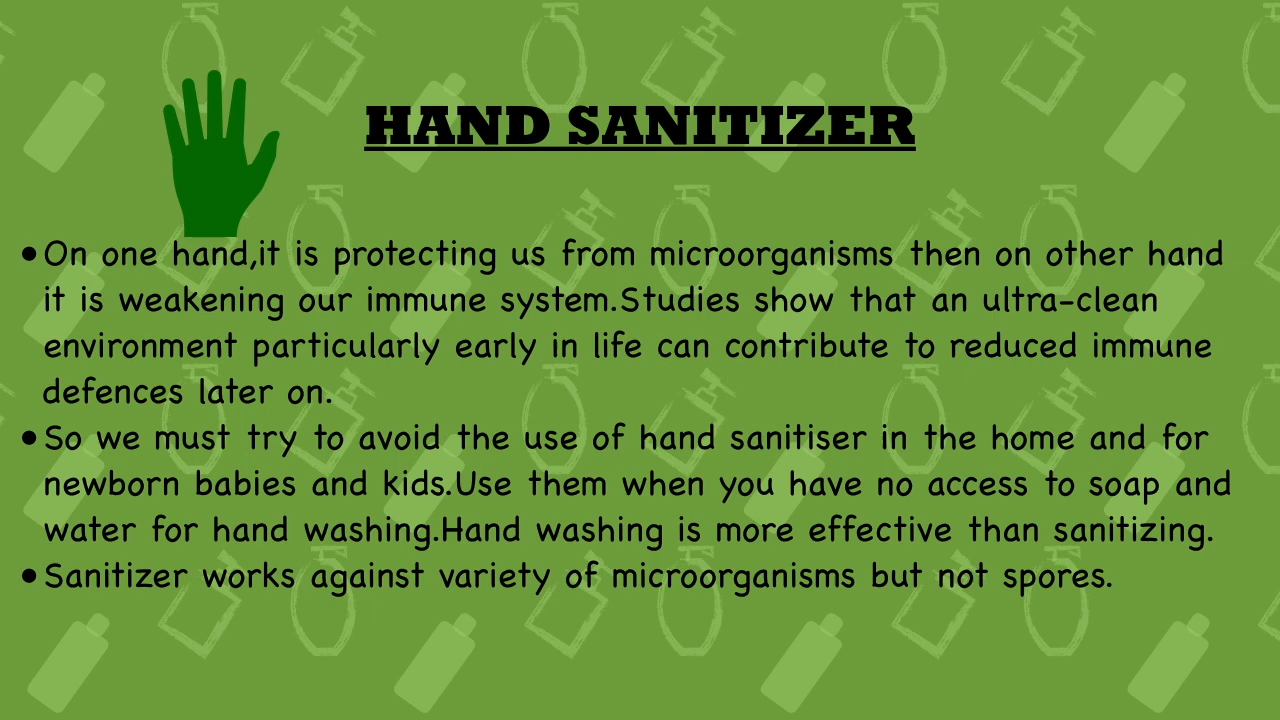 HAND SANITIZER
•On one hand,it is protecting us from microorganisms then on other hand
it is weakening our immune system.Studies show that an ultra-clean
environment particularly early in life can contribute to reduced immune
defences later on.
•So we must try to avoid the use of hand sanitiser in the home and for
newborn babies and kids.Use them when you have no access to soap and
water for hand washing.Hand washing is more effective than sanitizing.
•Sanitizer works against variety of microorganisms but not spores.